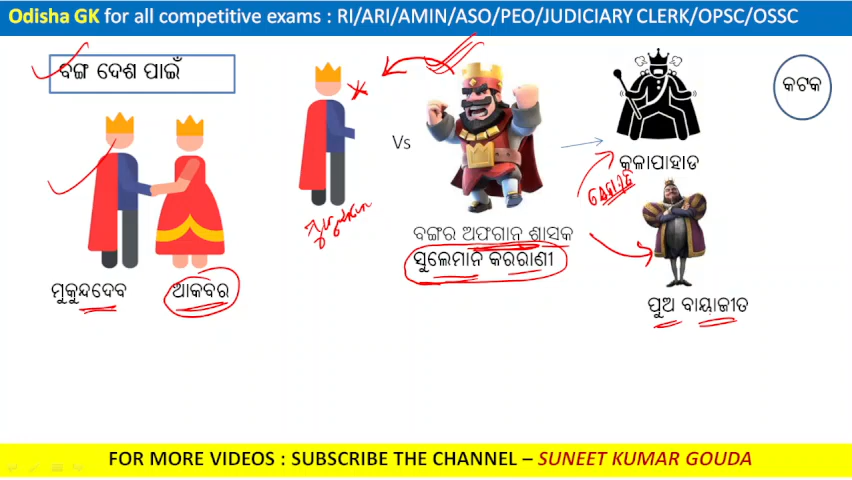 Odisha GK for all competitive exams : RI/ARI/AMIN/ASO/PEO/JUDICIARY CLERK/OPSC/OSSC
ବଙ୍ଗ ଦେଶ ପାଇଁ
କଟକ
Vs
କଳାପାହାଡ
ବଙ୍ଗର ଅଫଗାନ ଶାସକ
ସୁଲେମାନ କରରାଣୀ
ମୁକୁନ୍ଦଦେବ
ଆକବର
ପୁଅ ବାୟାଜୀତ
FOR MORE VIDEOS : SUBSCRIBE THE CHANNEL – SUNEET KUMAR GOUDA